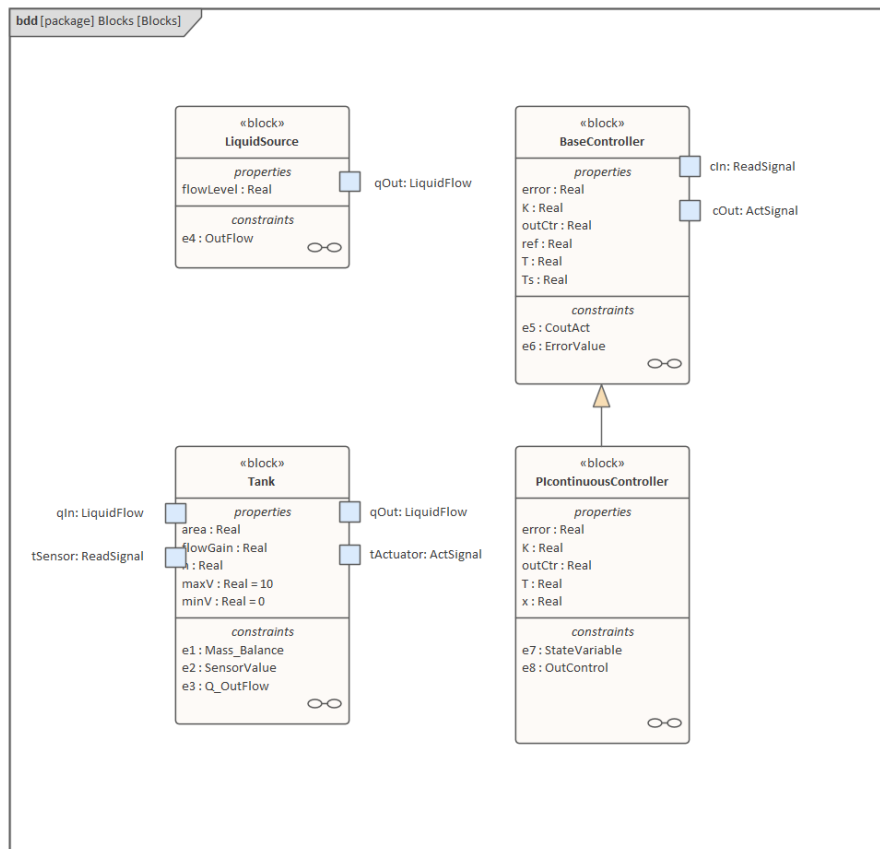 bdd [package] Blocks [Blocks]
«block»
LiquidSource
properties
flowLevel : Real
constraints
e4 : OutFlow
qOut: LiquidFlow
«block»
BaseController
properties
error : Real
K : Real
outCtr : Real
ref : Real
T : Real
Ts : Real
constraints
e5 : CoutAct
e6 : ErrorValue
cIn: ReadSignal
cOut: ActSignal
«block»
Tank
properties
area : Real
flowGain : Real
: Real
maxV : Real = 10
minV : Real = 0
constraints
e1 : Mass_Balance
e2 : SensorValue
e3 : Q_OutFlow
qIn: LiquidFlow
tSensor: ReadSignal
qOut: LiquidFlow
tActuator: ActSignal
«block»
PIcontinuousController
properties
error : Real
K : Real
outCtr : Real
T : Real
x : Real
constraints
e7 : StateVariable
e8 : OutControl